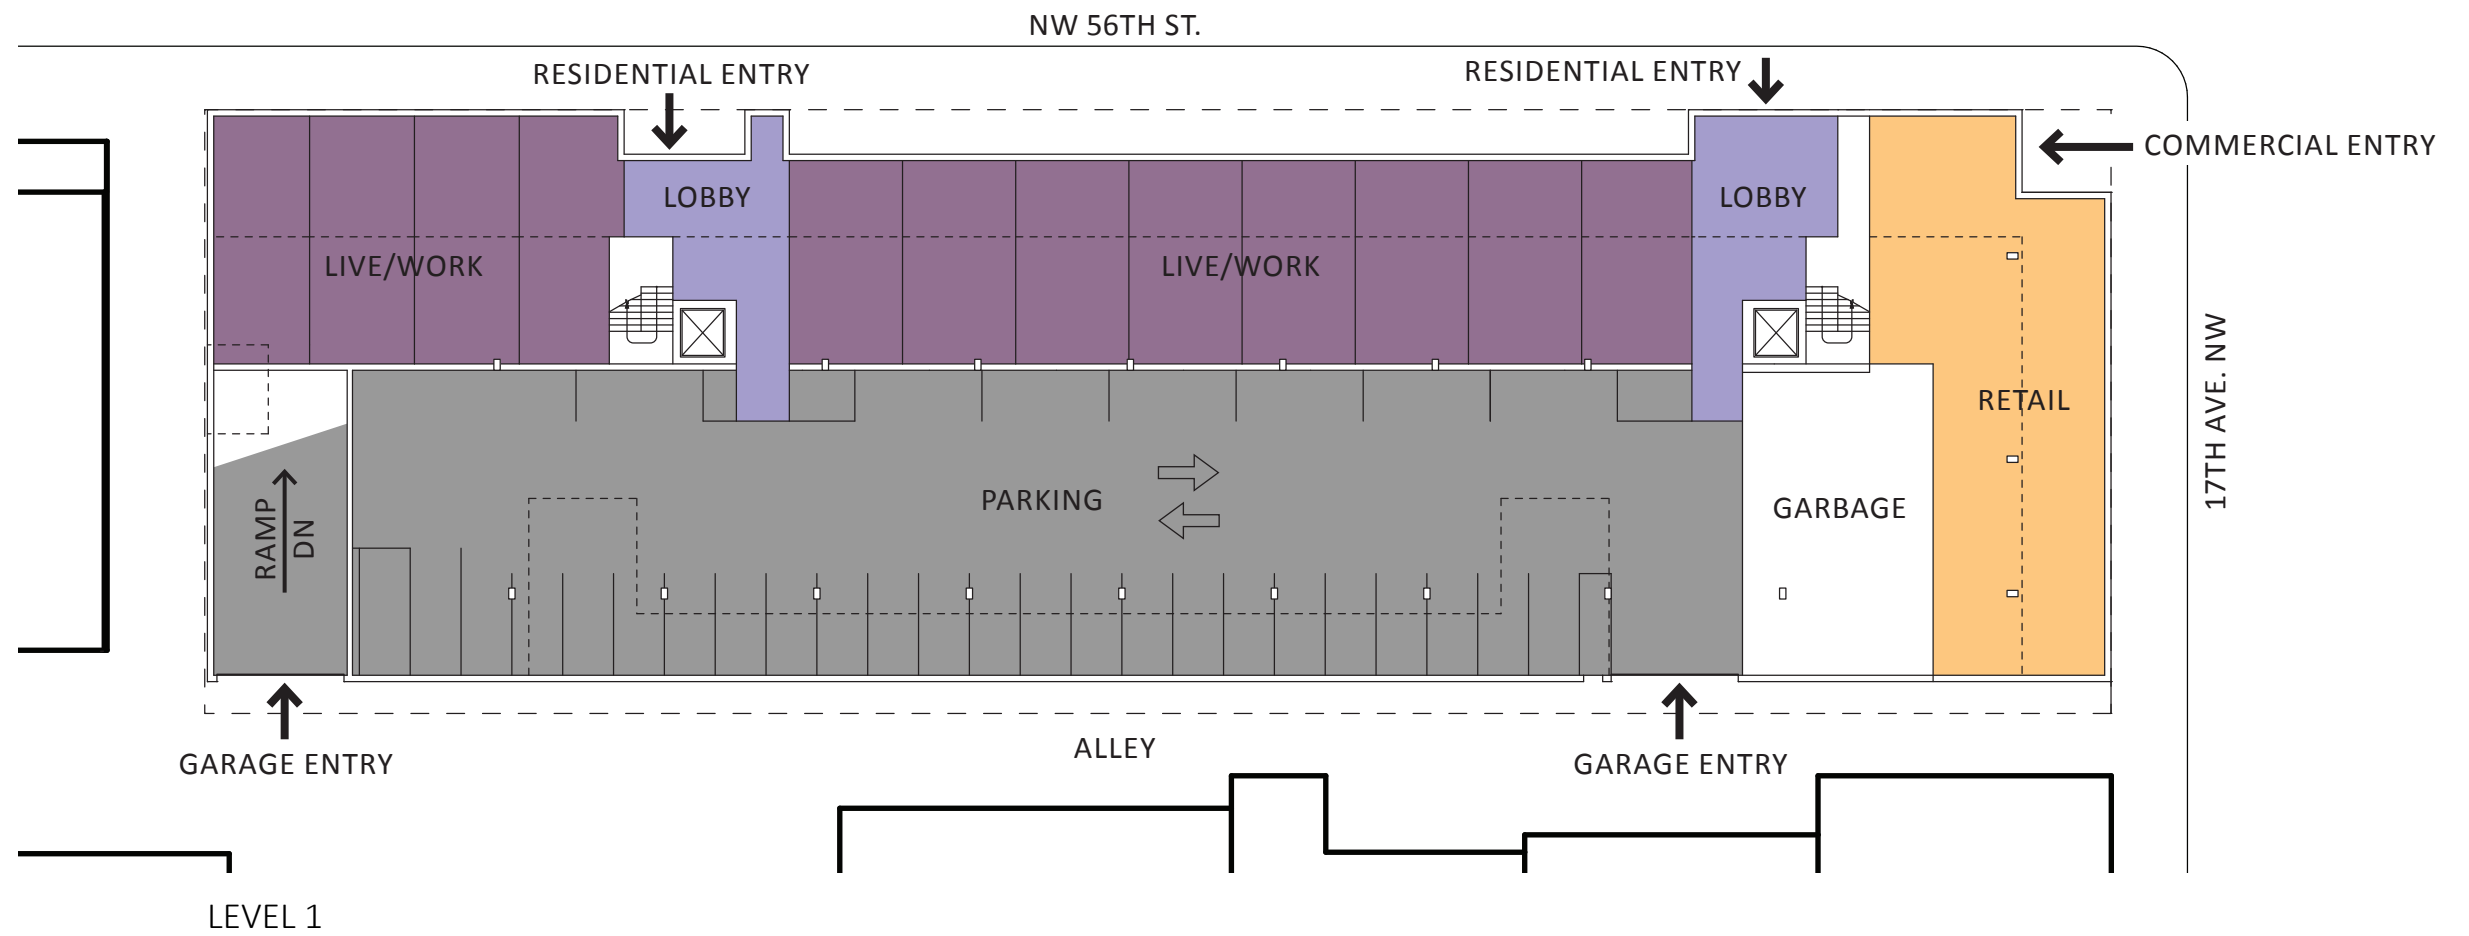 NW 56TH ST.
RESIDENTIAL ENTRY
RESIDENTIAL ENTRY
COMMERCIAL ENTRY
LOBBY
LOBBY
LIVE/WORK
LIVE/WORK
RETAIL
17TH AVE. NW
PARKING
GARBAGE
RAMP
DN
ALLEY
GARAGE ENTRY
GARAGE ENTRY
LEVEL 1